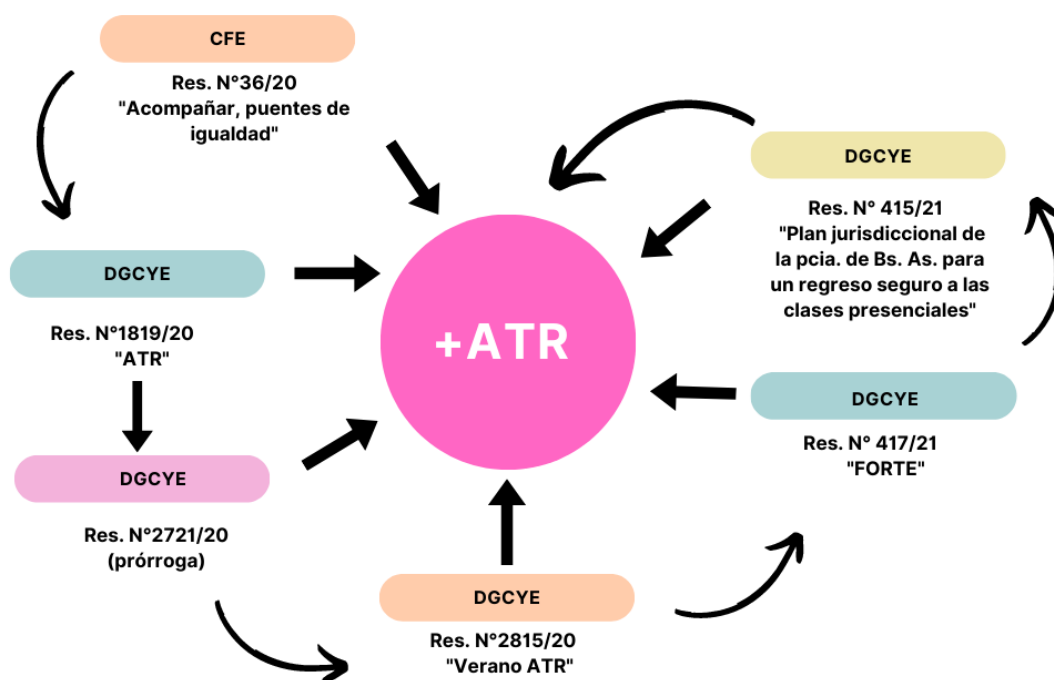 CFE
Res. N°36/20
"Acompañar, puentes de
igualdad"
DGCYE
Res. N°1819/20
"ATR"
DGCYE
Res. N°2721/20
(prórroga)
DGCYE
Res. N°2815/20
"Verano ATR"
DGCYE
Res. N° 417/21
"FORTE"
DGCYE
Res. N° 415/21
"Plan jurisdiccional de
la pcia. de Bs. As. para
un regreso seguro a las
clases presenciales"
+ATR